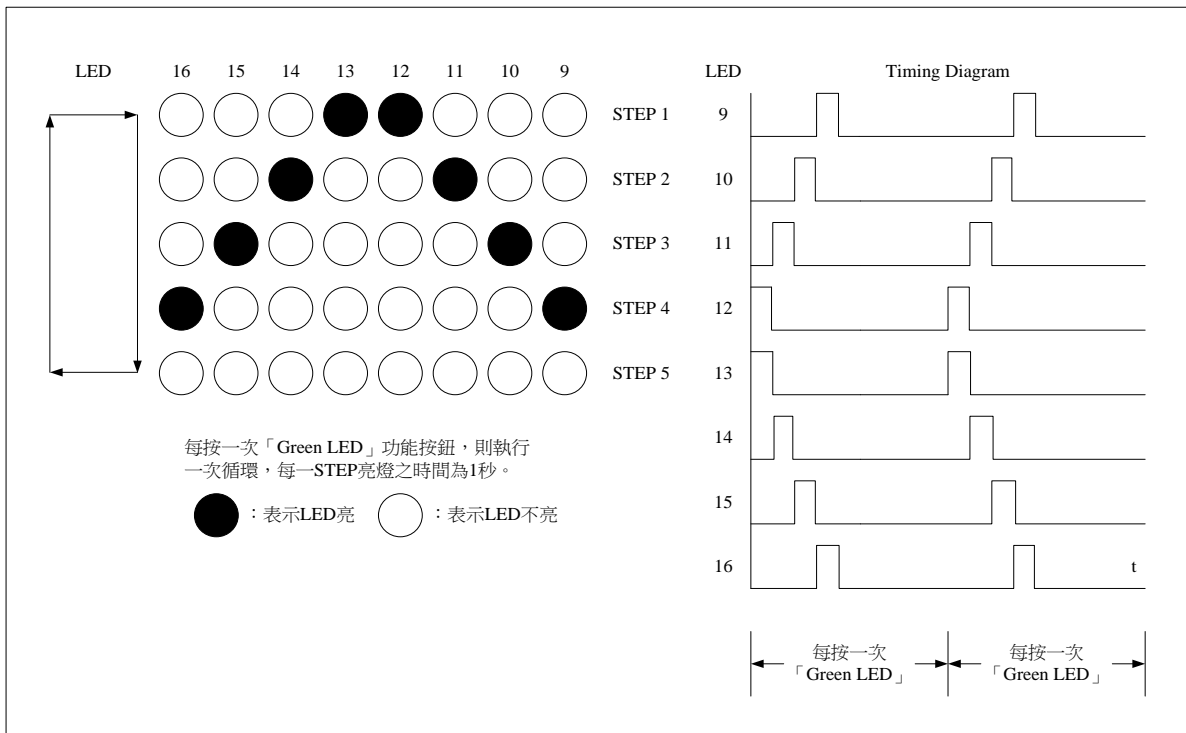 LED 16 15 14 13 12 11 10 9
STEP 1
STEP 2
STEP 3
STEP 4
STEP 5
每按一次「Green LED」功能按鈕，則執行
一次循環，每一STEP亮燈之時間為1秒。
：表示LED亮 ：表示LED不亮
LED Timing Diagram
9
10
11
12
13
14
15
16 t
每按一次 每按一次
「Green LED」 「Green LED」